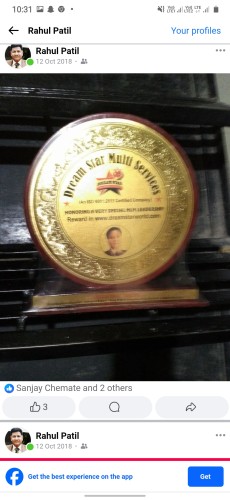 10:31
Rahul Patil
Your profiles
Rahul Patil
12 Oct 2018
Dream Star Multi Services
(An ISO 9001:2015 Certified Company)
Reward In www.dreamstarworld.com
Sanjay Chemate and 2 others
3
Rahul Patil
12 Oct 2018
Get the best experience on the app
Get